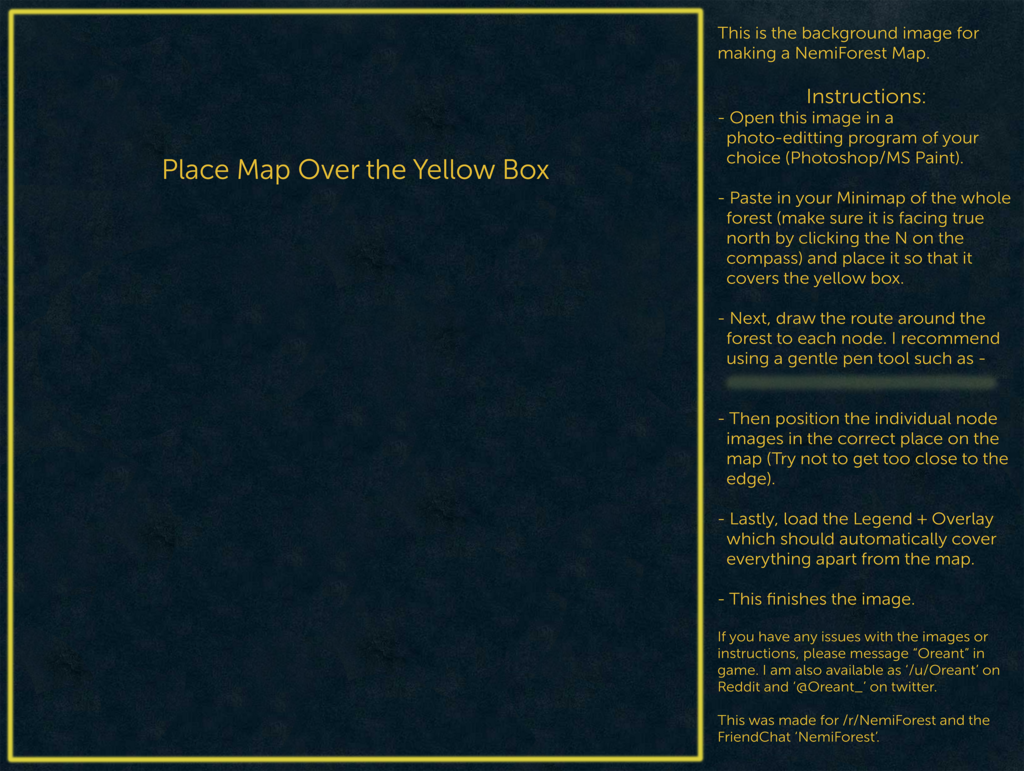 Place Map Over the Yellow Box
This is the background image for
making a NemiForest Map.
Instructions:
- Open this image in a
photo-editting program of your
choice (Photoshop/MS Paint).
- Paste in your Minimap of the whole
forest (make sure it is facing true
north by clicking the N on the
compass) and place it so that it
covers the yellow box.
- Next, draw the route around the
forest to each node. I recommend
using a gentle pen tool such as -
- Then position the individual node
images in the correct place on the
map (Try not to get too close to the
edge).
- Lastly, load the Legend + Overlay
which should automatically cover
everything apart from the map.
- This finishes the image.
If you have any issues with the images or
instructions, please message “Oreant” in
game. I am also available as ‘/u/Oreant’ on
Reddit and ‘@Oreant_’ on twitter.
This was made for /r/NemiForest and the
FriendChat ‘NemiForest’.